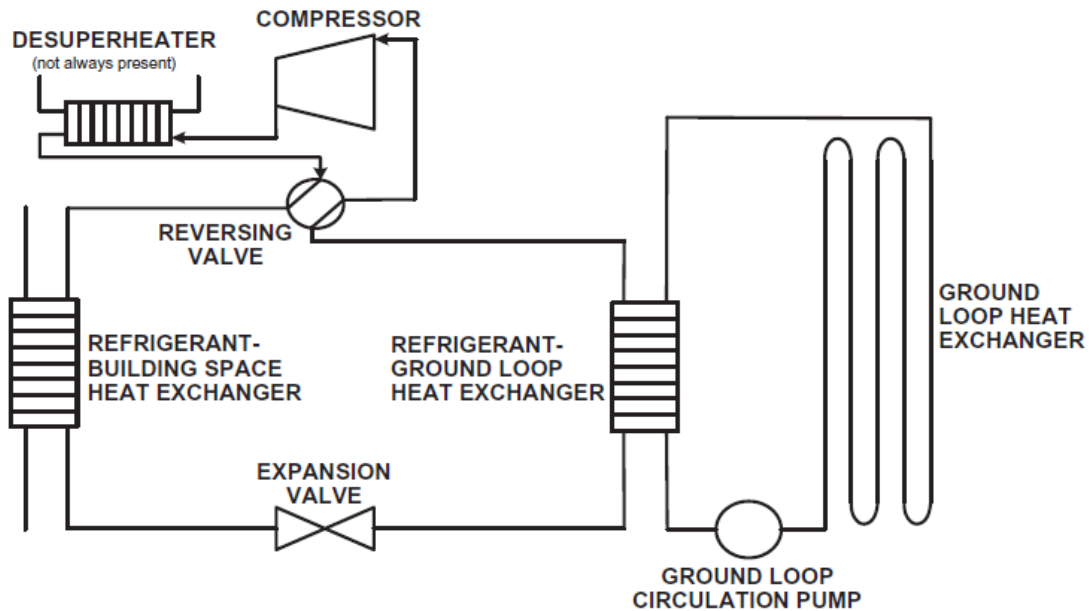 COMPRESSOR
DESUPERHEATER
(not always present)
REVERSING
VALVE
REFRIGERANT-
BUILDING SPACE
HEAT EXCHANGER
REFRIGERANT-
GROUND LOOP
HEAT EXCHANGER
GROUND
LOOP HEAT
EXCHANGER
EXPANSION
VALVE
GROUND LOOP
CIRCULATION PUMP